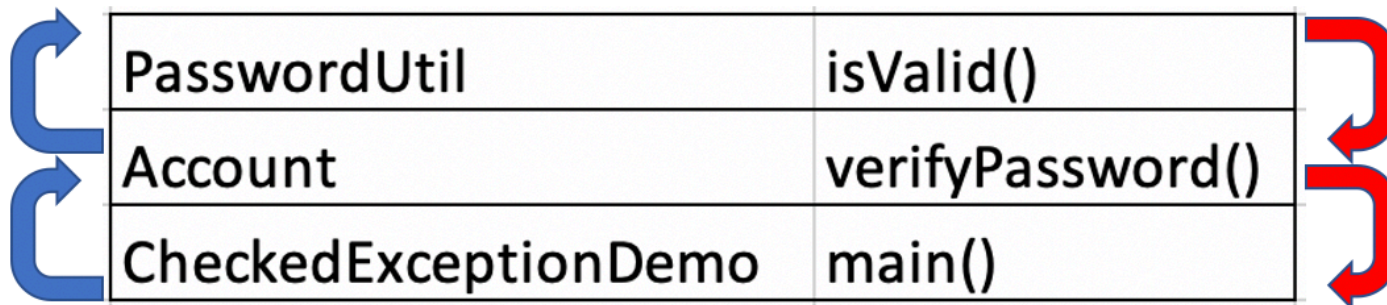 PasswordUtil isValid()
Account verifyPassword()
CheckedExceptionDemo main()